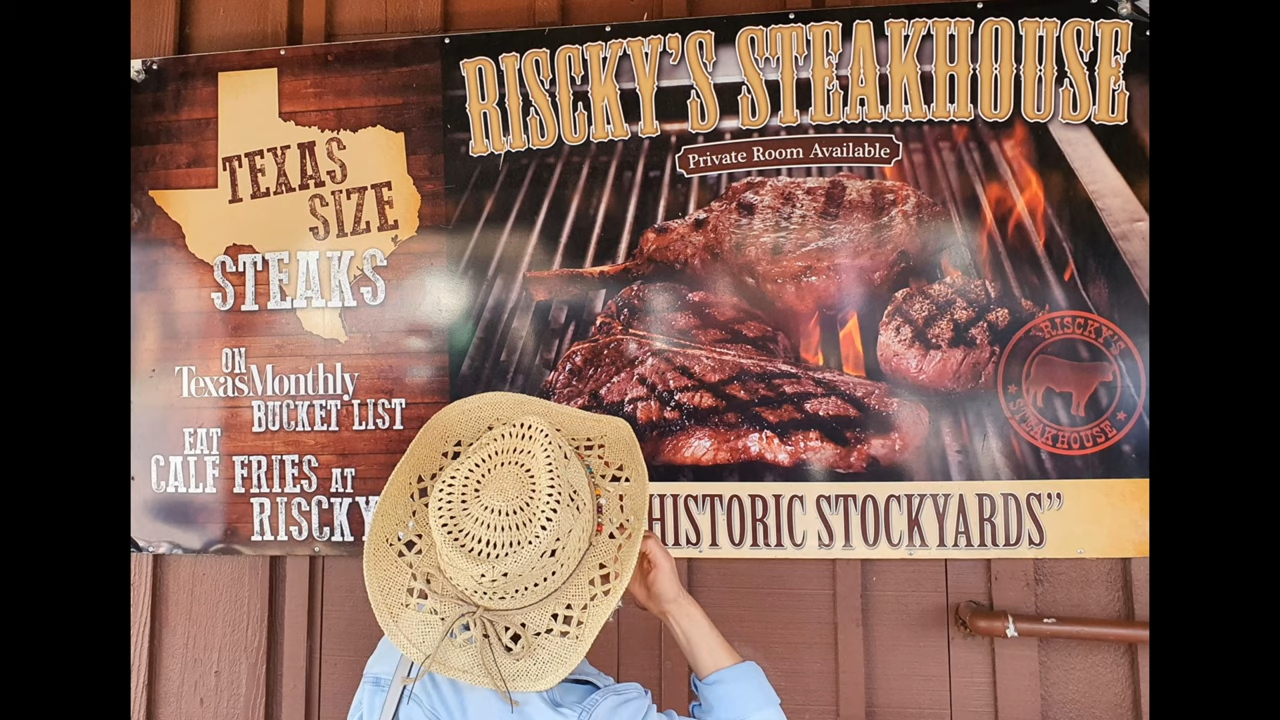 TEXAS
SIZE
STEAKS
ON
TexasMonthly
BUCKET LIST
EAT
CALF FRIES AT
RISCKY
RISCKY'S STEAKHOUSE
Private Room Available
RISCKY'S
STEAKHOUSE
HISTORIC STOCKYARDS”